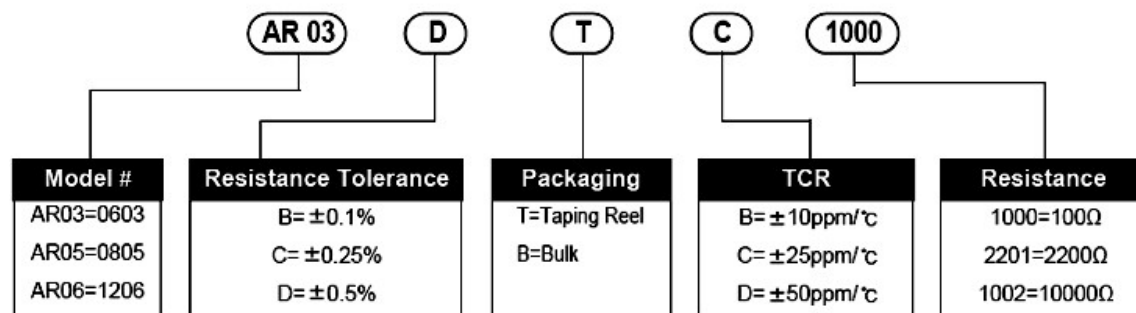 AR 03 D T C 1000
Model # Resistance Tolerance Packaging TCR Resistance
AR03=0603 B= ±0.1% T=Taping Reel B= ±10ppm/℃ 1000=100Ω
AR05=0805 C= ±0.25% B=Bulk C= ±25ppm/℃ 2201=2200Ω
AR06=1206 D= ±0.5% D= ±50ppm/℃ 1002=10000Ω